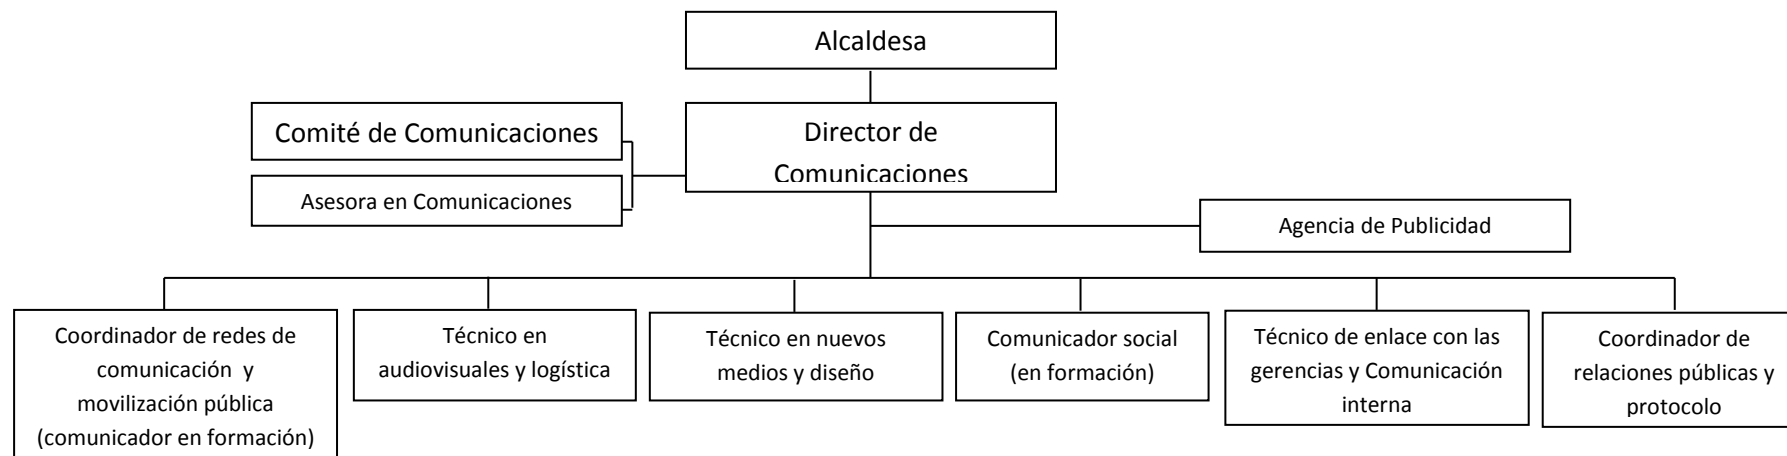 Alcaldesa
Comité de Comunicaciones
Director de
Comunicaciones
Asesora en Comunicaciones
Agencia de Publicidad
Coordinador de redes de
comunicación y
movilización pública
(comunicador en formación)
Técnico en
audiovisuales y logística
Técnico en nuevos
medios y diseño
Comunicador social
(en formación)
Técnico de enlace con las
gerencias y Comunicación
interna
Coordinador de
relaciones públicas y
protocolo